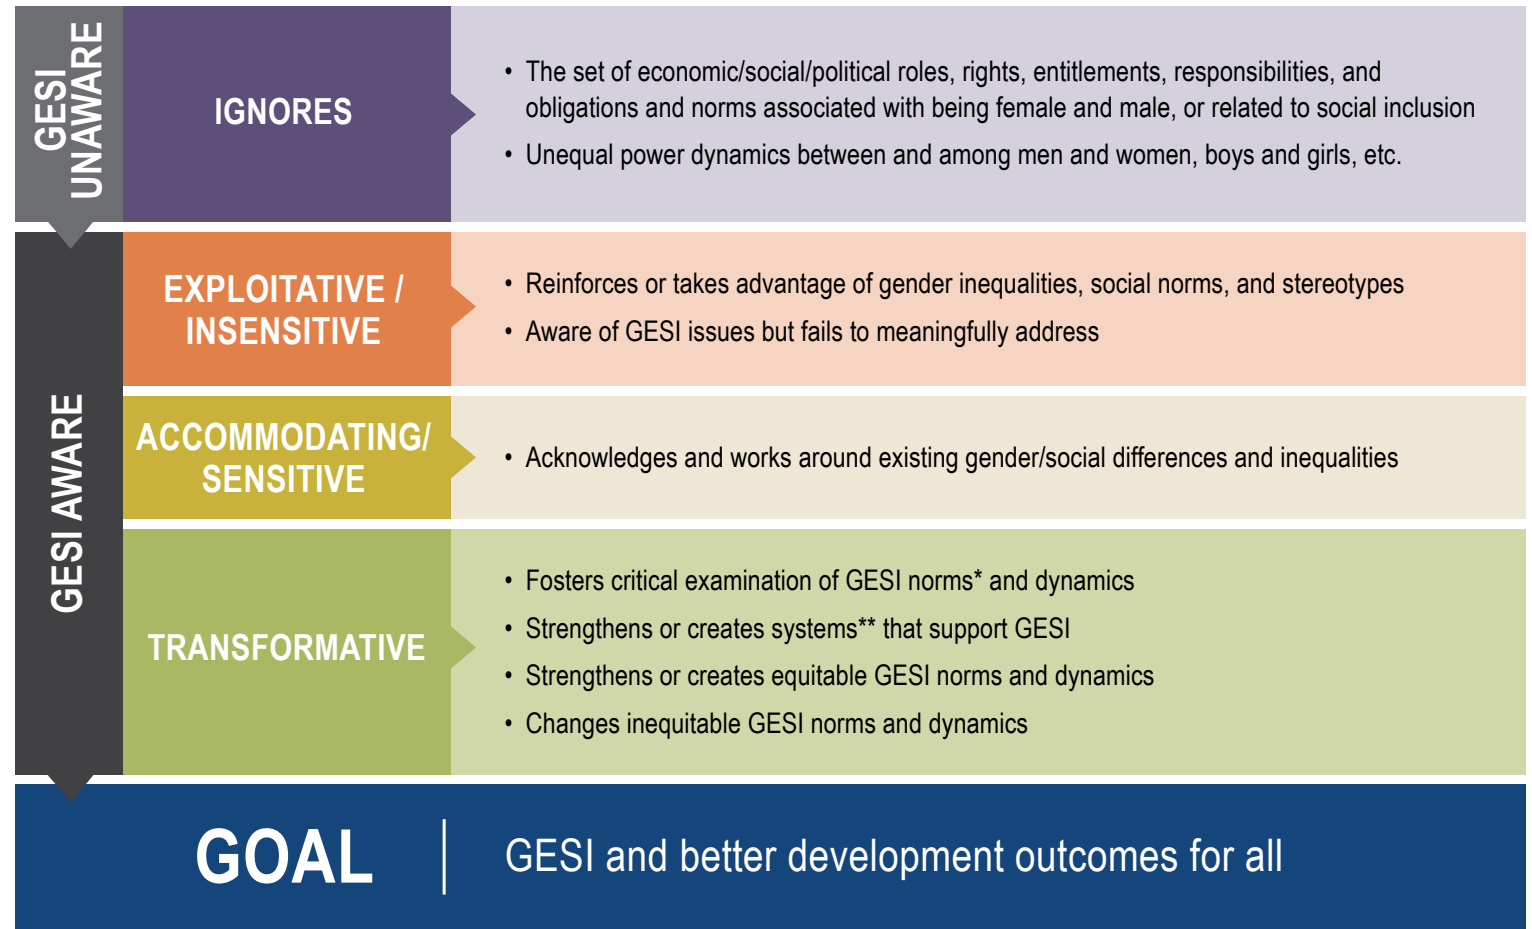 GESI
UNAWARE
IGNORES
• The set of economic/social/political roles, rights, entitlements, responsibilities, and
obligations and norms associated with being female and male, or related to social inclusion
• Unequal power dynamics between and among men and women, boys and girls, etc.
GESI AWARE
EXPLOITATIVE /
INSENSITIVE
• Reinforces or takes advantage of gender inequalities, social norms, and stereotypes
• Aware of GESI issues but fails to meaningfully address
ACCOMMODATING/
SENSITIVE
• Acknowledges and works around existing gender/social differences and inequalities
TRANSFORMATIVE
• Fosters critical examination of GESI norms* and dynamics
• Strengthens or creates systems** that support GESI
• Strengthens or creates equitable GESI norms and dynamics
• Changes inequitable GESI norms and dynamics
GOAL
GESI and better development outcomes for all